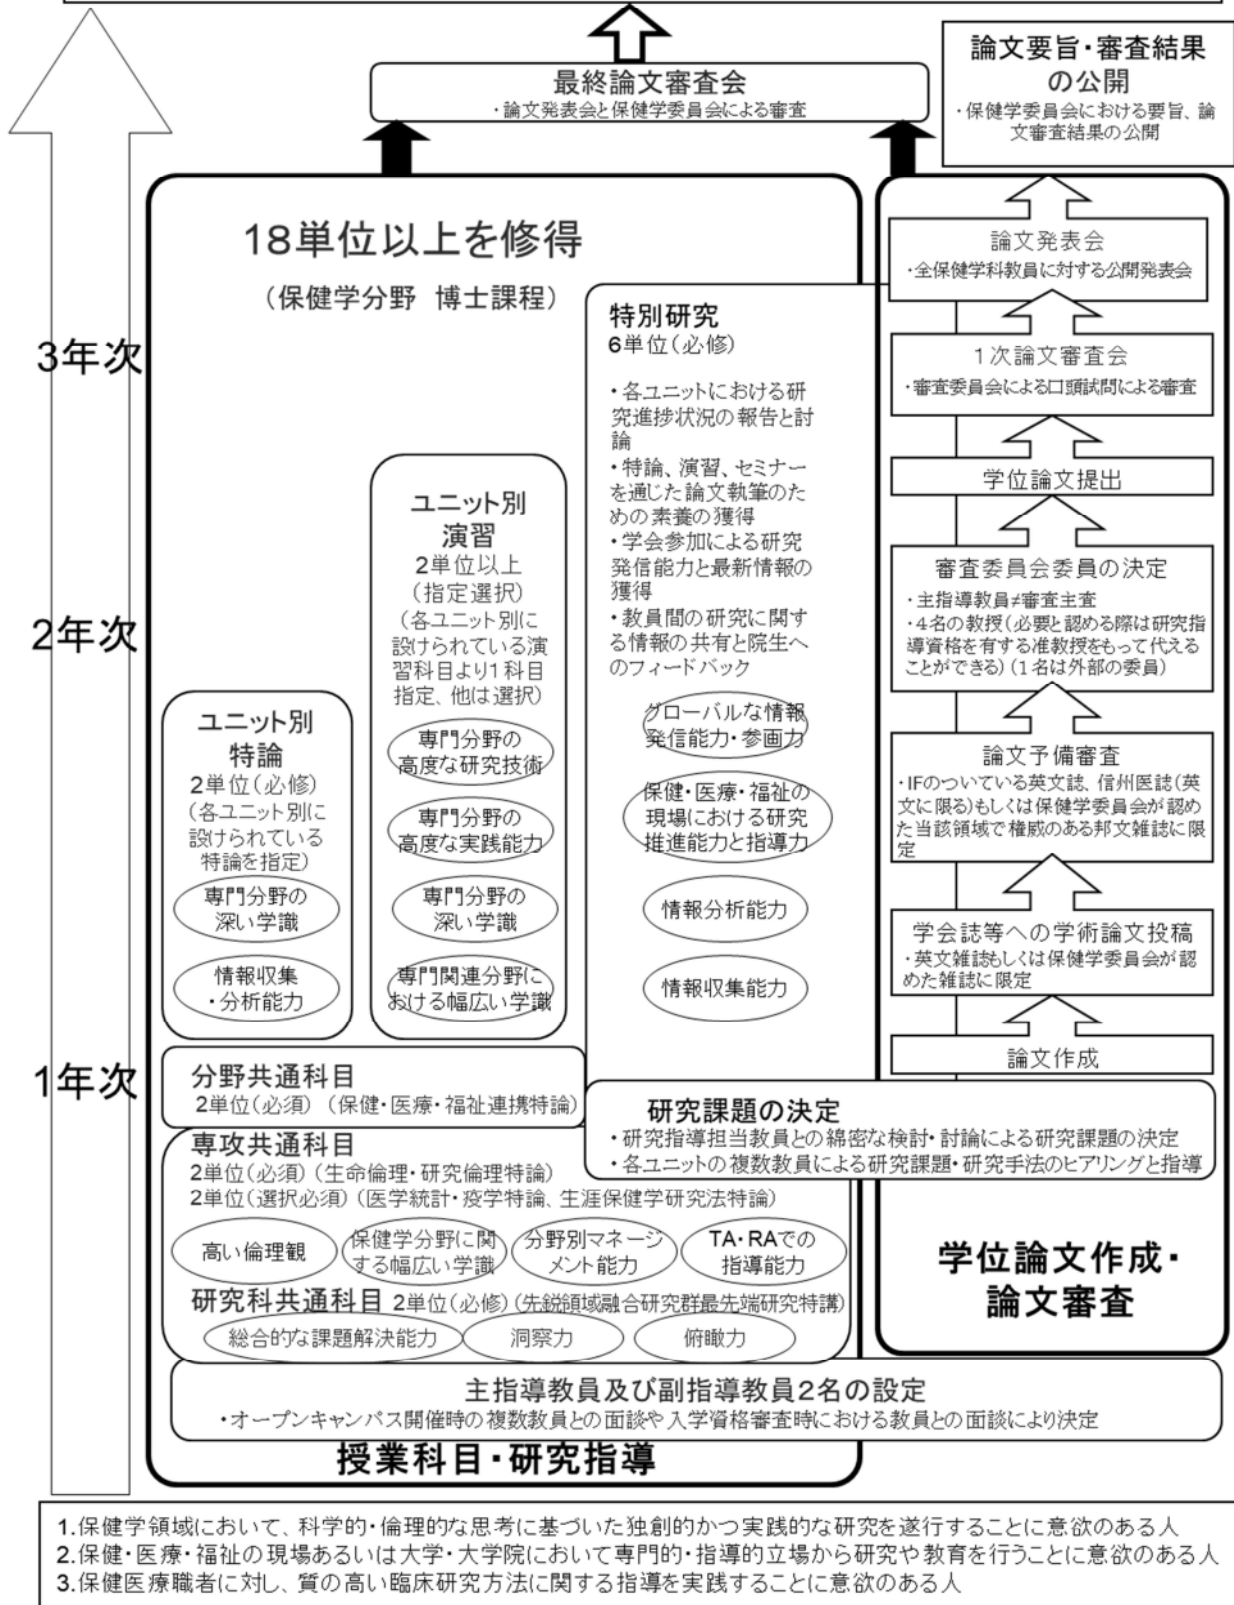 最終論文審査会
・論文発表会と保健学委員会による審査
論文要旨・審査結果
の公開
・保健学委員会における要旨、論
文審査結果の公開
3年次
2年次
1年次
18単位以上を修得
（保健学分野 博士課程）
ユニット別
特論
2単位（必修）
（各ユニット別に
設けられている
特論を指定）
専門分野の
深い学識
情報収集
・分析能力
ユニット別
演習
2単位以上
（指定選択）
（各ユニット別に
設けられている演
習科目より1科目
指定、他は選択）
専門分野の
高度な研究技術
専門分野の
高度な実践能力
専門分野の
深い学識
専門関連分野に
おける幅広い学識
特別研究
6単位（必修）
・各ユニットにおける研
究進捗状況の報告と討
論
・特論、演習、セミナー
を通じた論文執筆のた
めの素養の獲得
・学会参加による研究
発信能力と最新情報の
獲得
・教員間の研究に関す
る情報の共有と院生へ
のフィードバック
グローバルな情報
発信能力・参画力
保健・医療・福祉の
現場における研究
推進能力と指導力
情報分析能力
情報収集能力
分野共通科目
2単位（必須）（保健・医療・福祉連携特論）
専攻共通科目
2単位（必須）（生命倫理・研究倫理特論）
2単位（選択必須）（医学統計・疫学特論、生涯保健学研究法特論）
高い倫理観
保健学分野に関
する幅広い学識
分野別マネージ
メント能力
TA・RAでの
指導能力
研究科共通科目 2単位（必修）（先鋭領域融合研究群最先端研究特講）
総合的な課題解決能力
洞察力
俯瞰力
主指導教員及び副指導教員2名の設定
・オープンキャンパス開催時の複数教員との面談や入学資格審査時における教員との面談により決定
授業科目・研究指導
論文発表会
・全保健学科教員に対する公開発表会
1次論文審査会
・審査委員会による口頭試問による審査
学位論文提出
審査委員会委員の決定
・主指導教員≠審査主査
・4名の教授（必要と認める際は研究指
導資格を有する准教授をもって代える
ことができる）（1名は外部の委員）
論文予備審査
・IFのついている英文誌、信州医誌（英
文に限る）もしくは保健学委員会が認め
た当該領域で権威のある邦文雑誌に限
定
学会誌等への学術論文投稿
・英文雑誌もしくは保健学委員会が認
めた雑誌に限定
論文作成
研究課題の決定
・研究指導担当教員との綿密な検討・討論による研究課題の決定
・各ユニットの複数教員による研究課題・研究手法のヒアリングと指導
学位論文作成・
論文審査
1.保健学領域において、科学的・倫理的な思考に基づいた独創的かつ実践的な研究を遂行することに意欲のある人
2.保健・医療・福祉の現場あるいは大学・大学院において専門的・指導的立場から研究や教育を行うことに意欲のある人
3.保健医療職者に対し、質の高い臨床研究方法に関する指導を実践することに意欲のある人